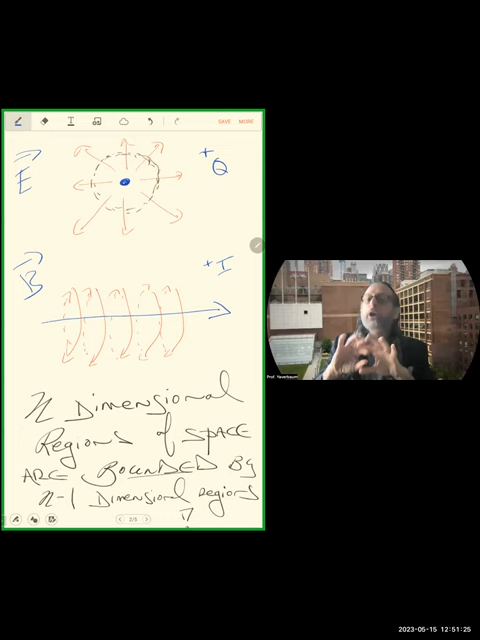 SAVE MORE
E
+Q
B
+I
n Dimensional
Regions of SPACE
ARE BOUNDED By
n-1 Dimensional regions
2/5
Prof. Yaverbaum
2023-05-15 12:51:25